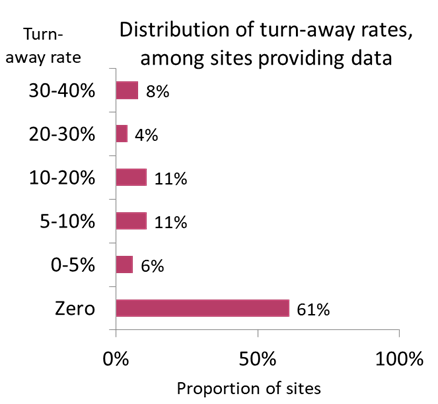 Turn-
away rate
Distribution of turn-away rates,
among sites providing data
30-40%
8%
20-30%
4%
10-20%
11%
5-10%
11%
0-5%
6%
Zero
61%
0%
50%
100%
Proportion of sites